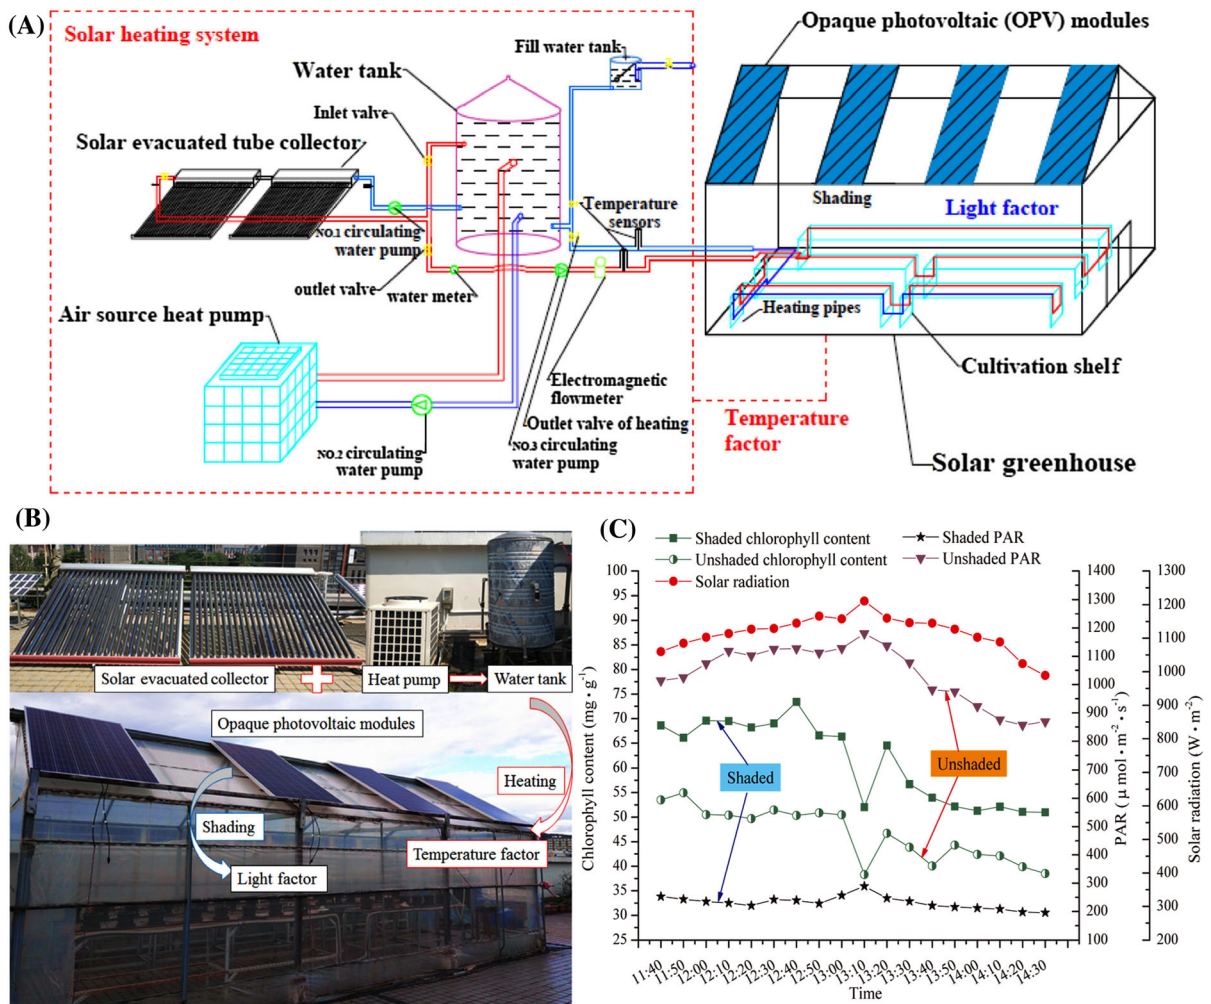 (A)
Solar heating system
Fill water tank
Opaque photovoltaic (OPV) modules
Water tank
Inlet valve
Solar evacuated tube collector
Shading
Temperature
sensors
Light factor
NO.1 circulating
water pump
outlet valve
water meter
Air source heat pump
Heating pipes
Cultivation shelf
Electromagnetic
flowmeter
Outlet valve of heating
Temperature
factor
NO.2 circulating
water pump
NO.3 circulating
water pump
Solar greenhouse
(B)
Solar evacuated collector
Heat pump
Water tank
Opaque photovoltaic modules
Heating
Shading
Temperature factor
Light factor
(C)
Shaded chlorophyll content
Shaded PAR
Unshaded chlorophyll content
Unshaded PAR
Solar radiation
100
95
90
85
80
75
70
65
60
55
50
45
40
35
30
25
Chlorophyll content (mg • g⁻¹)
Shaded
Unshaded
1400
1300
1200
1100
1000
900
800
700
600
500
400
300
200
100
PAR ( μ mol • m⁻² • s⁻¹)
1300
1200
1100
1000
900
800
700
600
500
400
300
200
Solar radiation (W • m⁻²)
11:40
11:50
12:00
12:10
12:20
12:30
12:40
12:50
13:00
13:10
13:20
13:30
13:40
13:50
14:00
14:10
14:20
14:30
Time